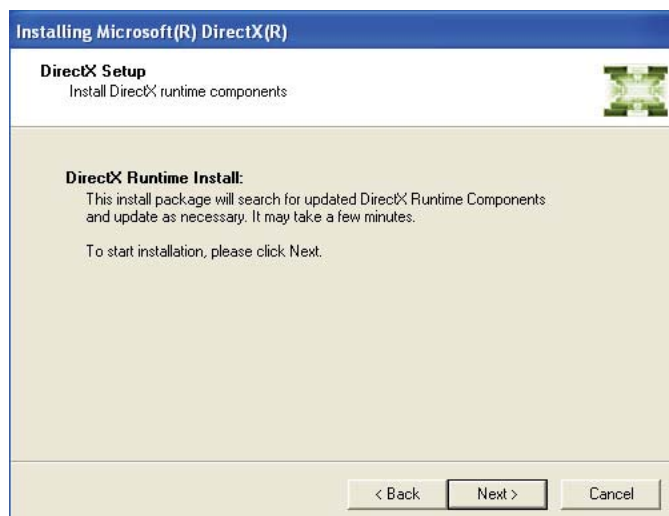 Installing Microsoft(R) DirectX(R)
DirectX Setup
Install DirectX runtime components
DirectX Runtime Install:
This install package will search for updated DirectX Runtime Components
and update as necessary. It may take a few minutes.
To start installation, please click Next.
< Back
Next >
Cancel